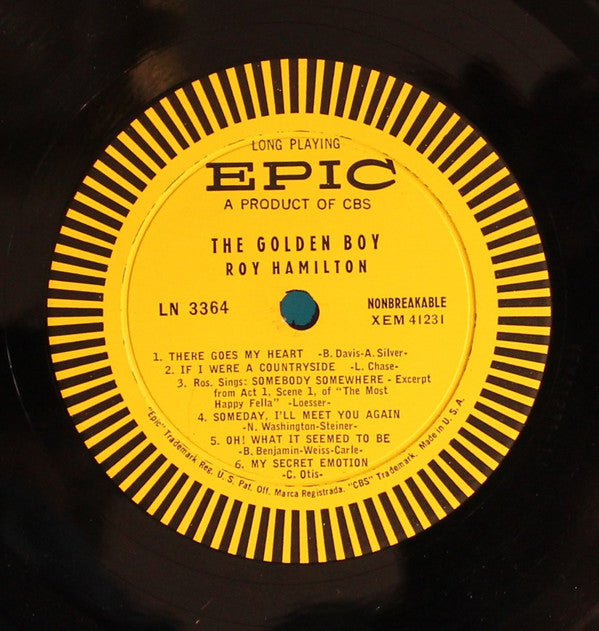 LONG PLAYING
EPIC
A PRODUCT OF CBS
THE GOLDEN BOY
ROY HAMILTON
LN 3364
NONBREAKABLE
XEM 41231
1. THERE GOES MY HEART -B. Davis-A. Silver-
2. IF I WERE A COUNTRYSIDE -L. Chase-
3. Ros. Sings: SOMEBODY SOMEWHERE - Excerpt
from Act 1, Scene 1, of "The Most
Happy Fella" -Loesser-
4. SOMEDAY, I'LL MEET YOU AGAIN
-N. Washington-Steiner-
5. OH! WHAT IT SEEMED TO BE
-B. Benjamin-Weiss-Carle-
6. MY SECRET EMOTION
-C. Otis-
"Epic" Trademark Reg. U.S. Pat. Off. Marca Registrada. "CBS" Trademark. Made in U.S.A.